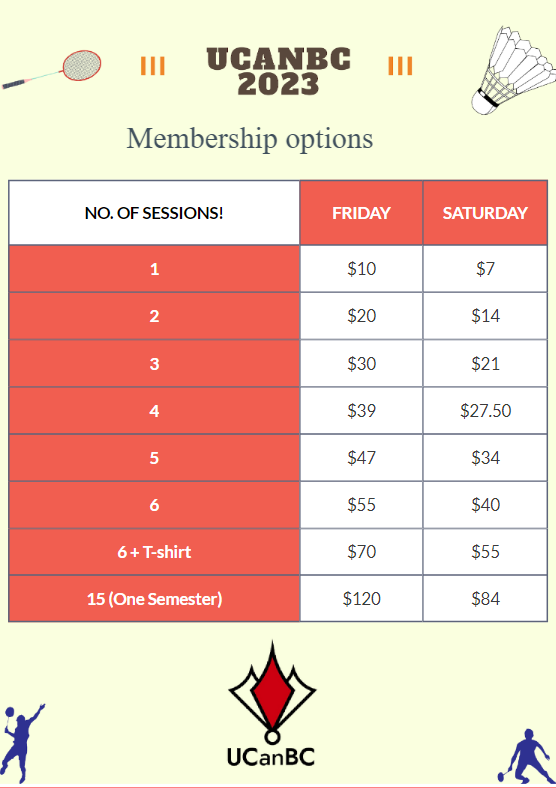 UCANBC
2023
Membership options
NO. OF SESSIONS! FRIDAY SATURDAY
1 $10 $7
2 $20 $14
3 $30 $21
4 $39 $27.50
5 $47 $34
6 $55 $40
6 + T-shirt $70 $55
15 (One Semester) $120 $84
UCanBC